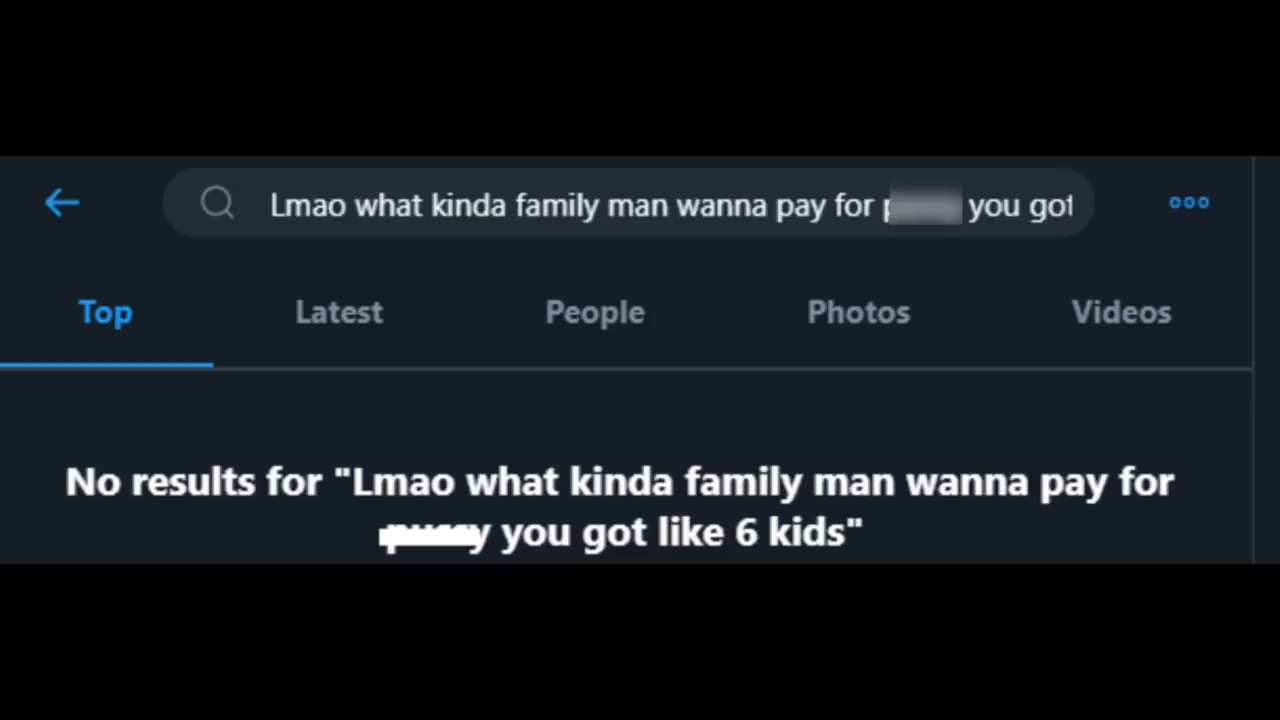 Lmao what kinda family man wanna pay for you got
Top Latest People Photos Videos
No results for "Lmao what kinda family man wanna pay for
you got like 6 kids"